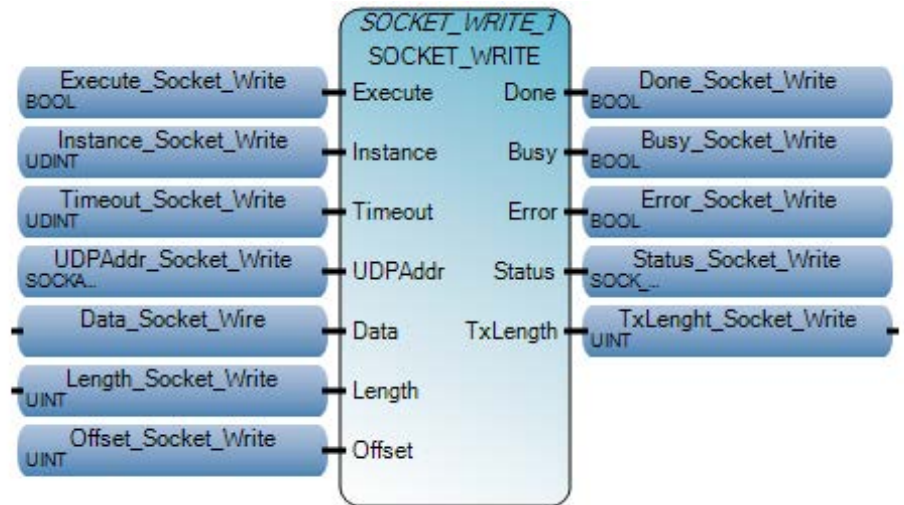 SOCKET_WRITE_1
SOCKET_WRITE
Execute_Socket_Write
BOOL
Execute
Done
Done_Socket_Write
BOOL
Instance_Socket_Write
UDINT
Instance
Busy
Busy_Socket_Write
BOOL
Timeout_Socket_Write
UDINT
Timeout
Error
Error_Socket_Write
BOOL
UDPAddr_Socket_Write
SOCKA...
UDPAddr
Status
Status_Socket_Write
SOCK_...
Data_Socket_Wire
Data
TxLength
TxLenght_Socket_Write
UINT
Length_Socket_Write
UINT
Length
Offset_Socket_Write
UINT
Offset